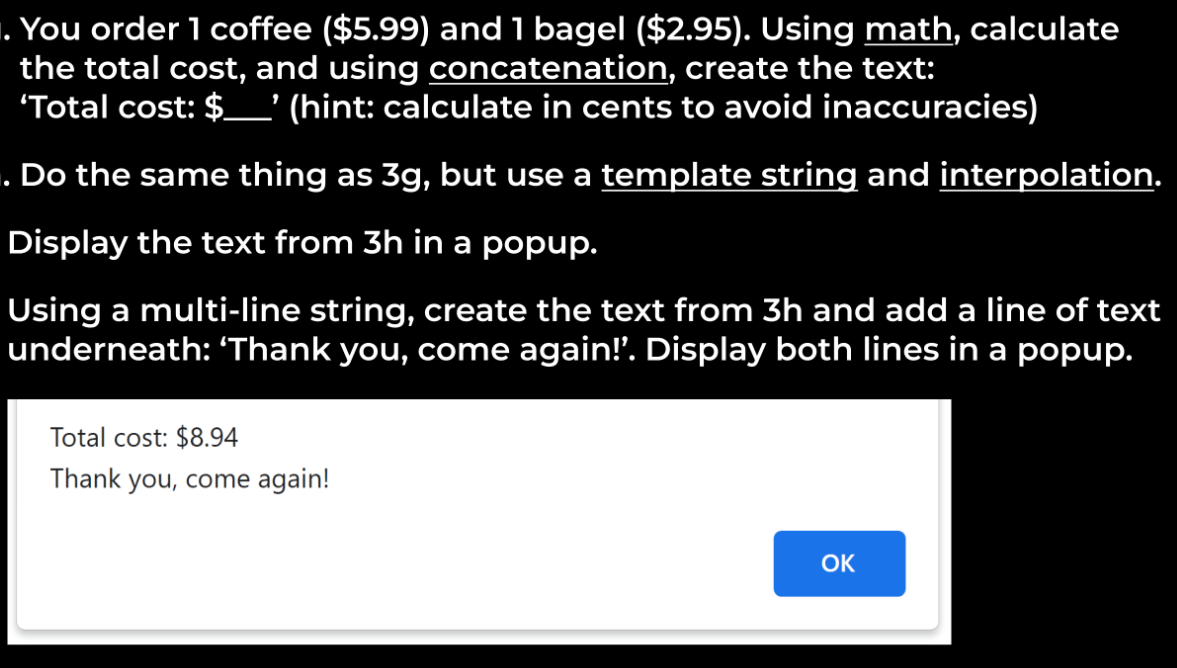 . You order 1 coffee ($5.99) and 1 bagel ($2.95). Using math, calculate
the total cost, and using concatenation, create the text:
‘Total cost: $___’ (hint: calculate in cents to avoid inaccuracies)
. Do the same thing as 3g, but use a template string and interpolation.
Display the text from 3h in a popup.
Using a multi-line string, create the text from 3h and add a line of text
underneath: ‘Thank you, come again!’. Display both lines in a popup.
Total cost: $8.94
Thank you, come again!
OK